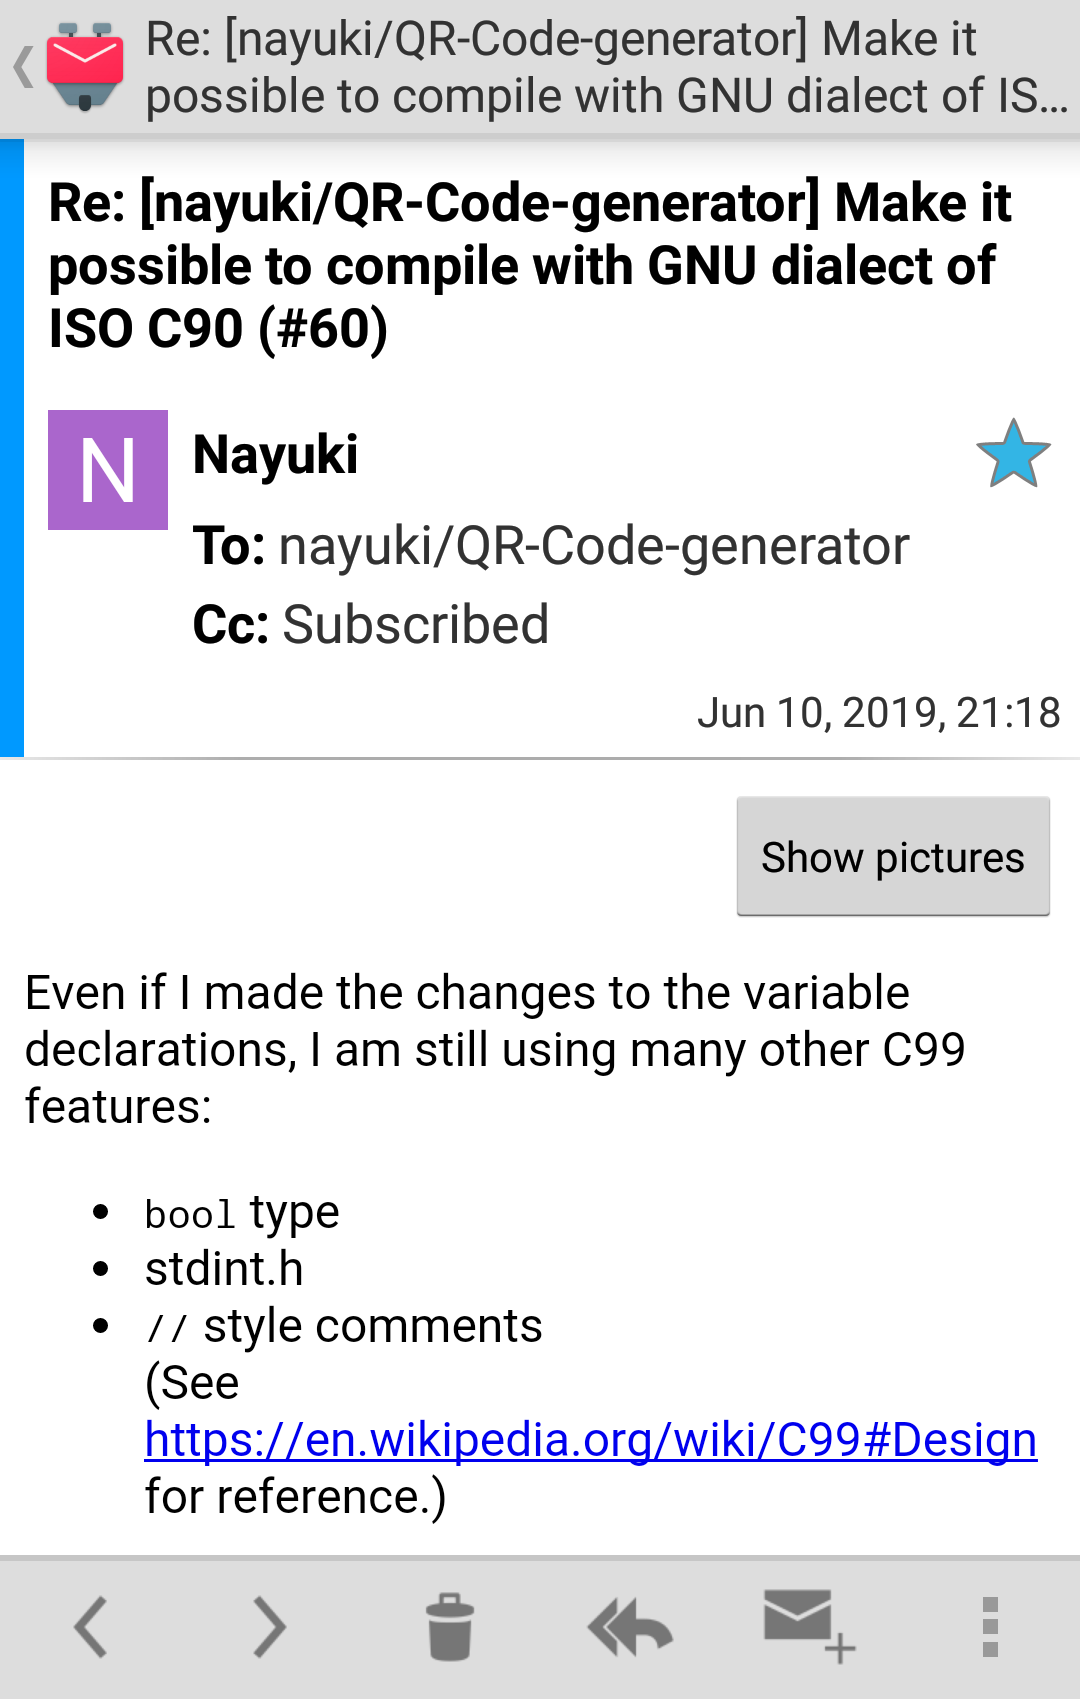 Re: [nayuki/QR-Code-generator] Make it
possible to compile with GNU dialect of IS...
Re: [nayuki/QR-Code-generator] Make it
possible to compile with GNU dialect of
ISO C90 (#60)
N
Nayuki
To: nayuki/QR-Code-generator
Cc: Subscribed
Jun 10, 2019, 21:18
Show pictures
Even if I made the changes to the variable
declarations, I am still using many other C99
features:
• bool type
• stdint.h
• // style comments
(See
https://en.wikipedia.org/wiki/C99#Design
for reference.)